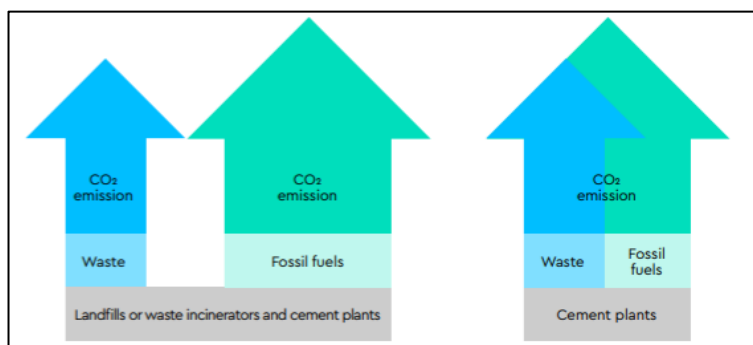 CO₂
emission
CO₂
emission
CO₂
emission
Waste
Fossil fuels
Waste
Fossil
fuels
Landfills or waste incinerators and cement plants
Cement plants